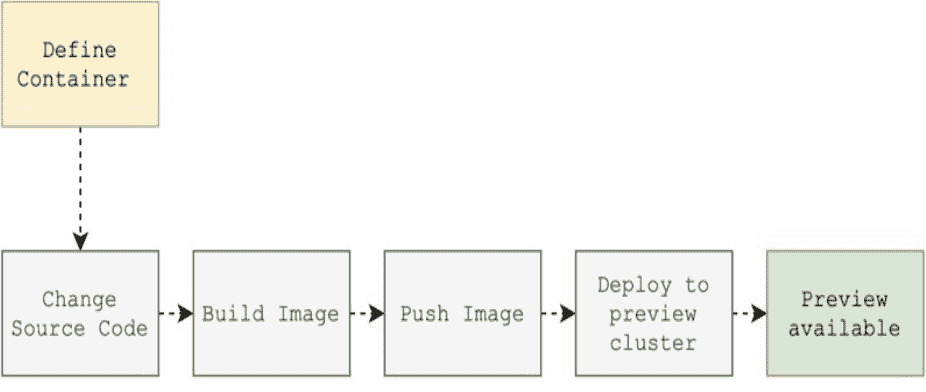 Define
Container
Change
Source Code
Build Image
Push Image
Deploy to
preview
cluster
Preview
available